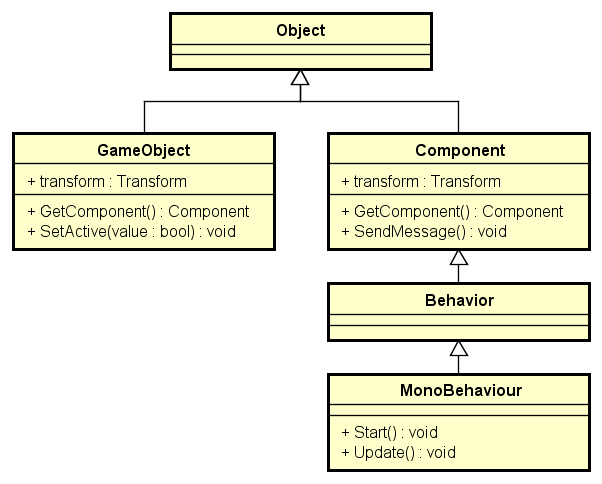 Object
GameObject
+ transform : Transform
+ GetComponent() : Component
+ SetActive(value : bool) : void
Component
+ transform : Transform
+ GetComponent() : Component
+ SendMessage() : void
Behavior
MonoBehaviour
+ Start() : void
+ Update() : void